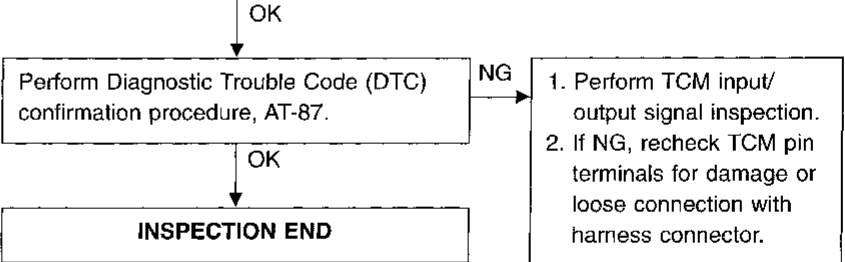 OK
Perform Diagnostic Trouble Code (DTC)
confirmation procedure, AT-87.
NG
1. Perform TCM input/
output signal inspection.
2. If NG, recheck TCM pin
terminals for damage or
loose connection with
harness connector.
OK
INSPECTION END